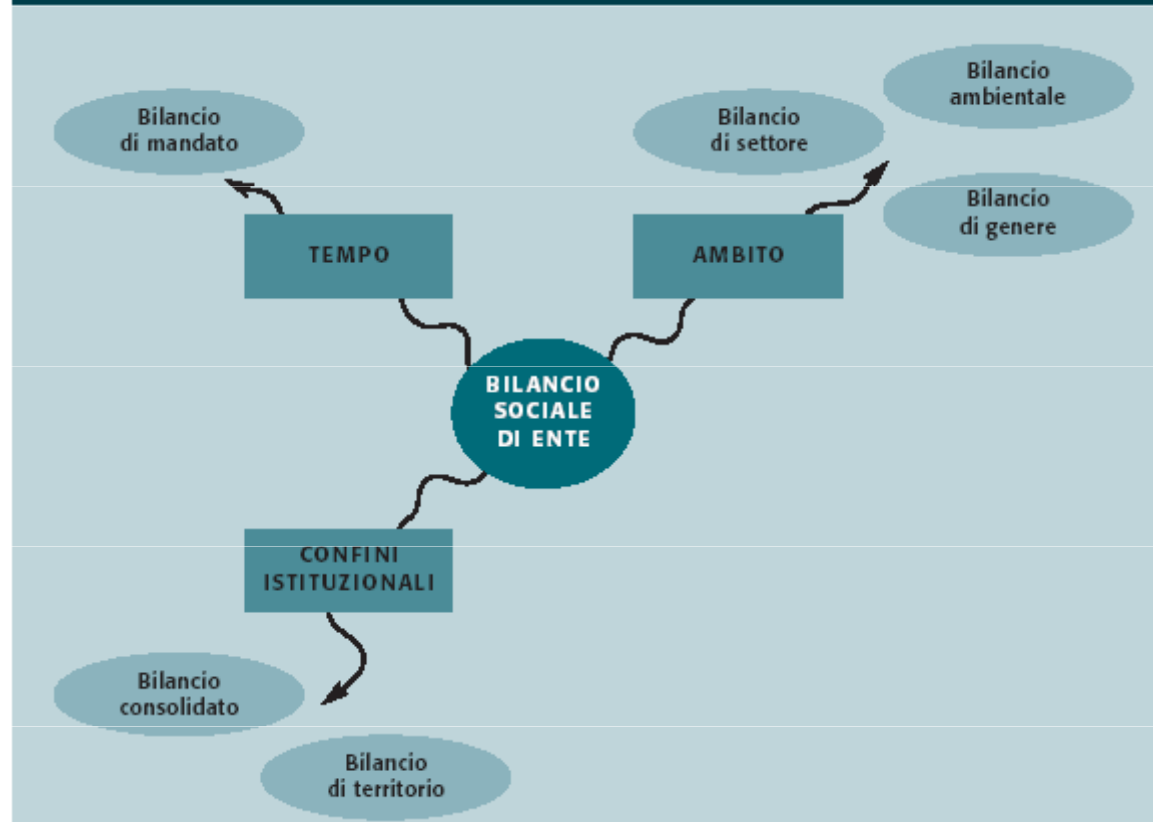 Bilancio
di mandato
Bilancio
di settore
Bilancio
ambientale
Bilancio
di genere
TEMPO
AMBITO
BILANCIO
SOCIALE
DI ENTE
CONFINI
ISTITUZIONALI
Bilancio
consolidato
Bilancio
di territorio